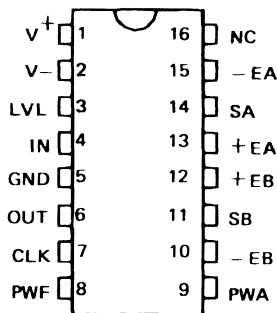 V+ 1 16 NC
V- 2 15 -EA
LVL 3 14 SA
IN 4 13 +EA
GND 5 12 +EB
OUT 6 11 SB
CLK 7 10 -EB
PWF 8 9 PWA